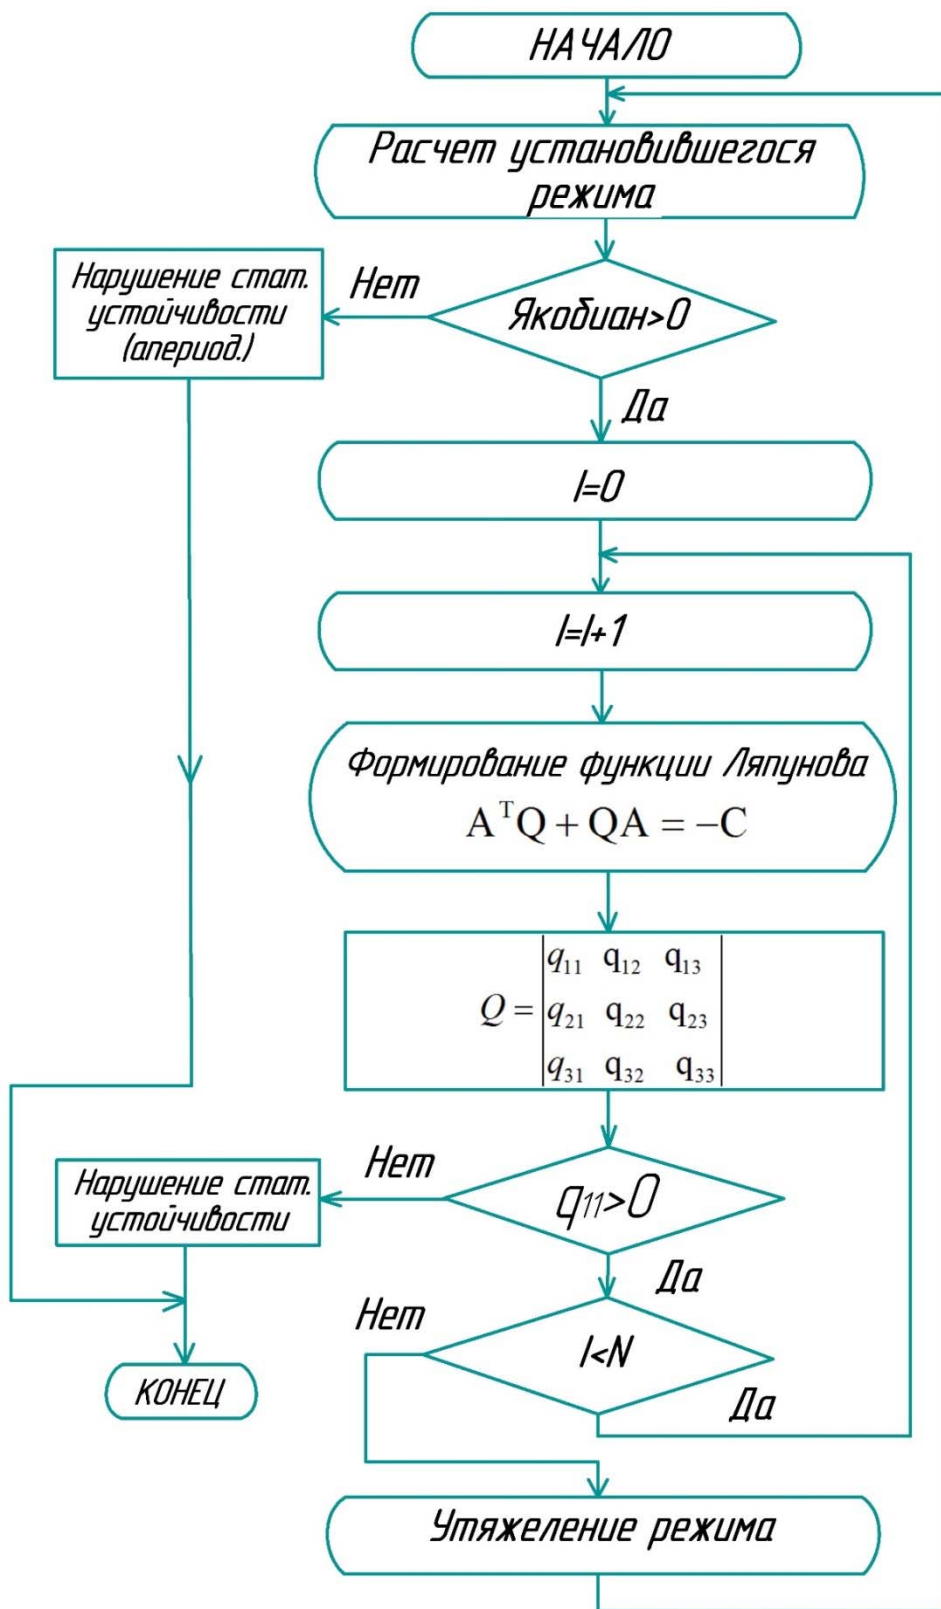 НАЧАЛО
Расчет установившегося
режима
Нарушение стат.
устойчивости
(апериод.)
Нет
Якобиан>0
Да
I=0
I=I+1
Формирование функции Ляпунова
AᵀQ + QA = −C
q₁₁ q₁₂ q₁₃
Q = q₂₁ q₂₂ q₂₃
q₃₁ q₃₂ q₃₃
Нет
Нарушение стат.
устойчивости
q₁₁>0
Да
Нет
I<N
КОНЕЦ
Да
Утяжеление режима